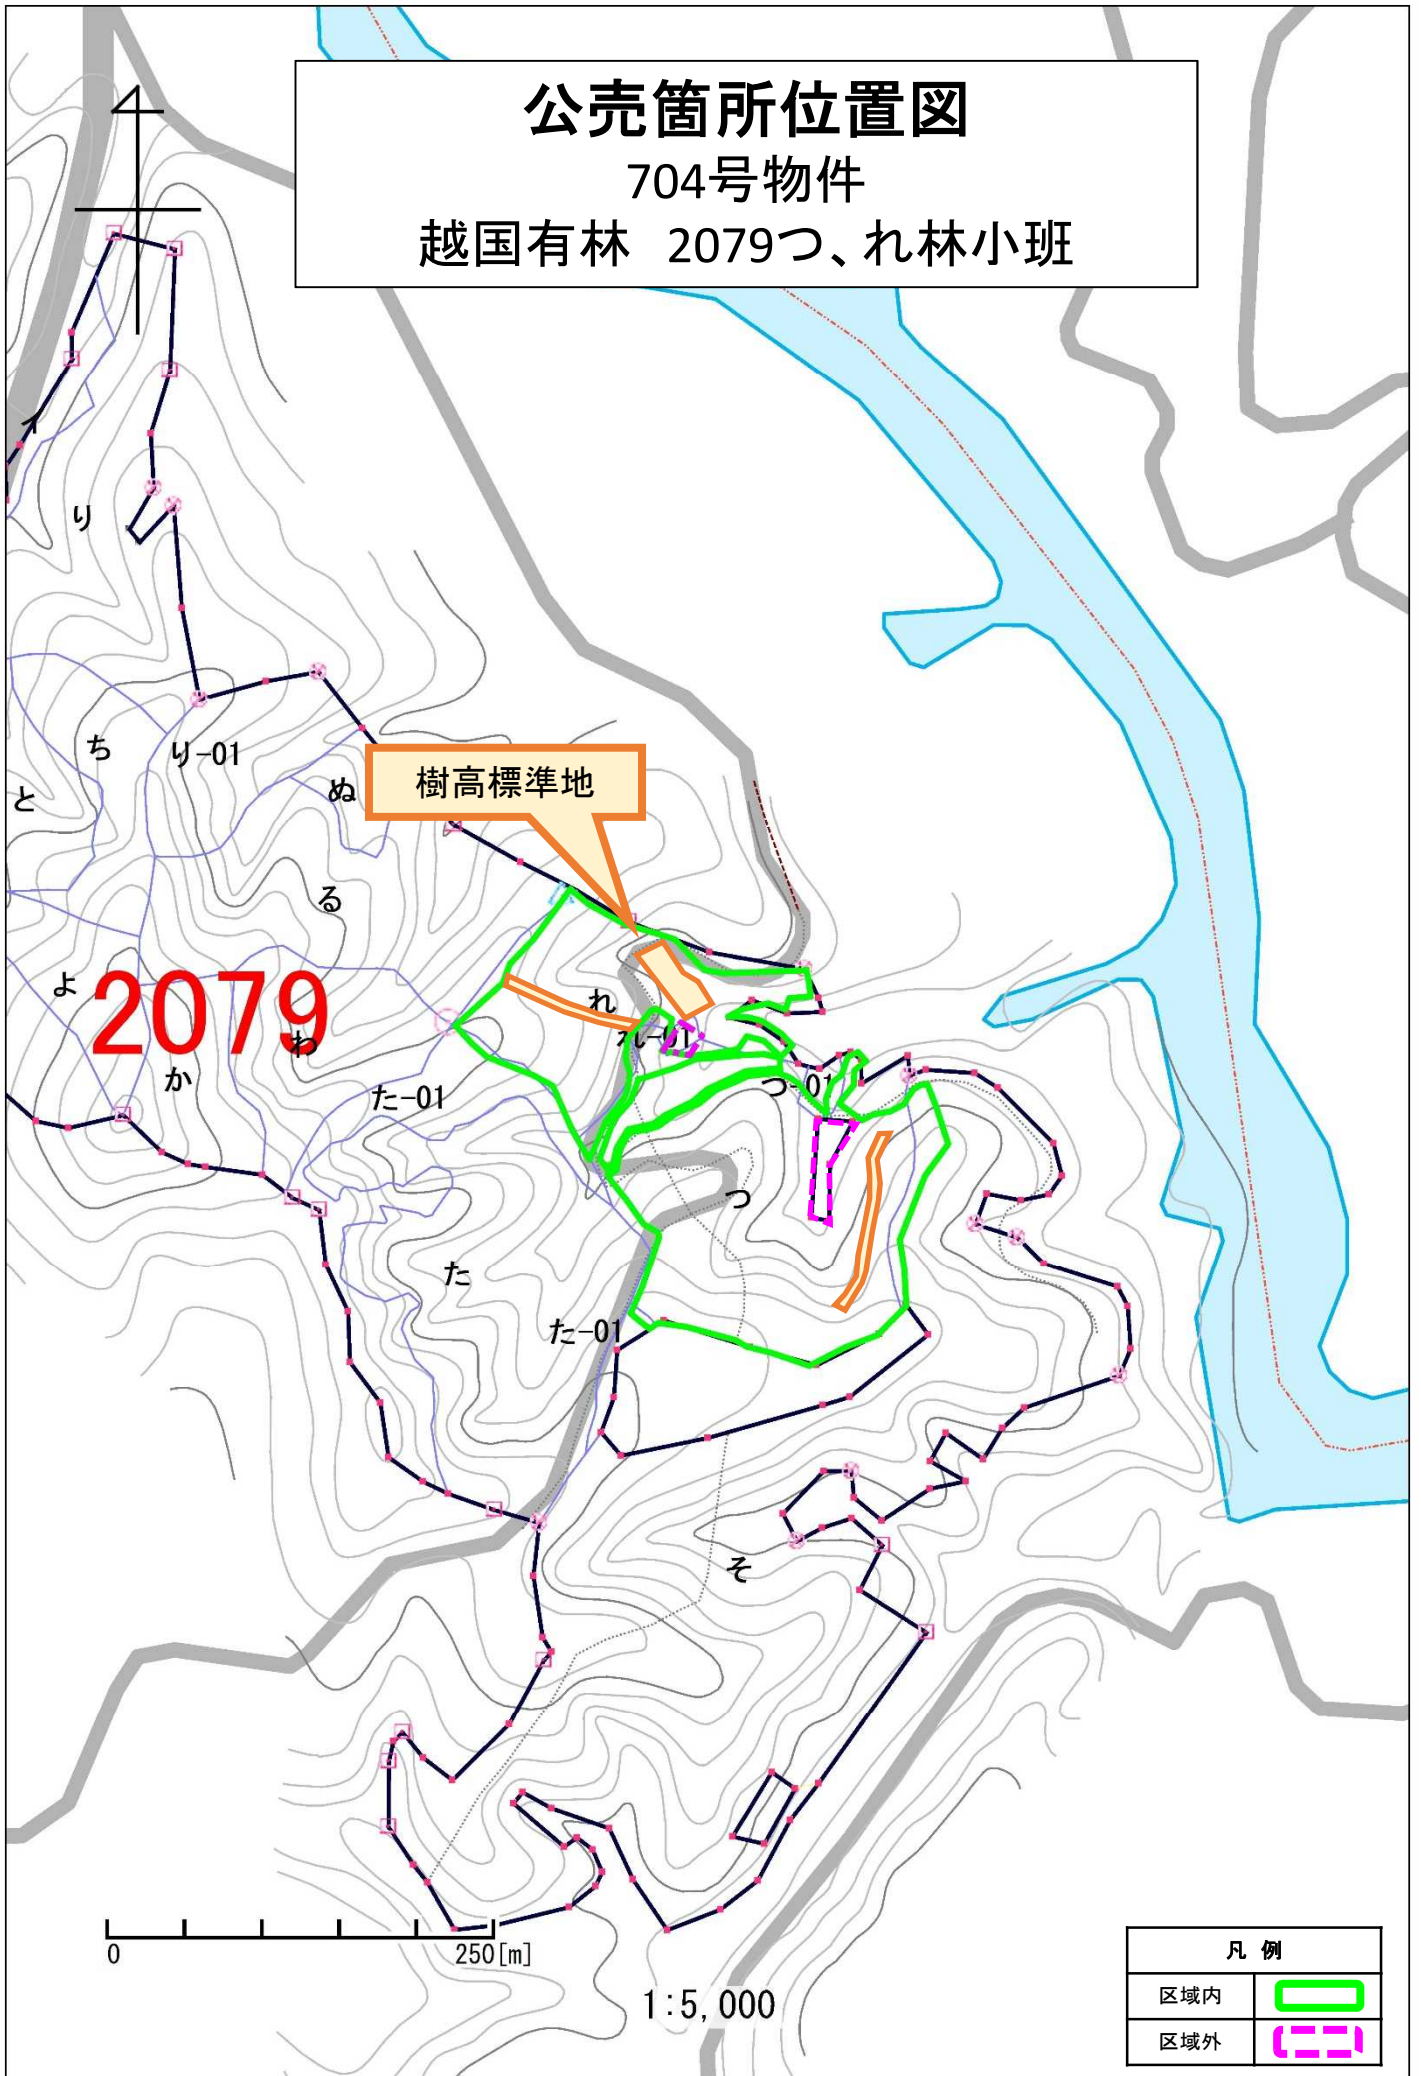 公売箇所位置図
704号物件
越国有林 2079つ、れ林小班
イ
り
ち
り-01
と
ぬ
樹高標準地
る
よ
2079
れ
わ
れ-01
か
た-01
つ-01
つ
た
た-01
そ
0
250[m]
1:5,000
凡 例
区域内
区域外